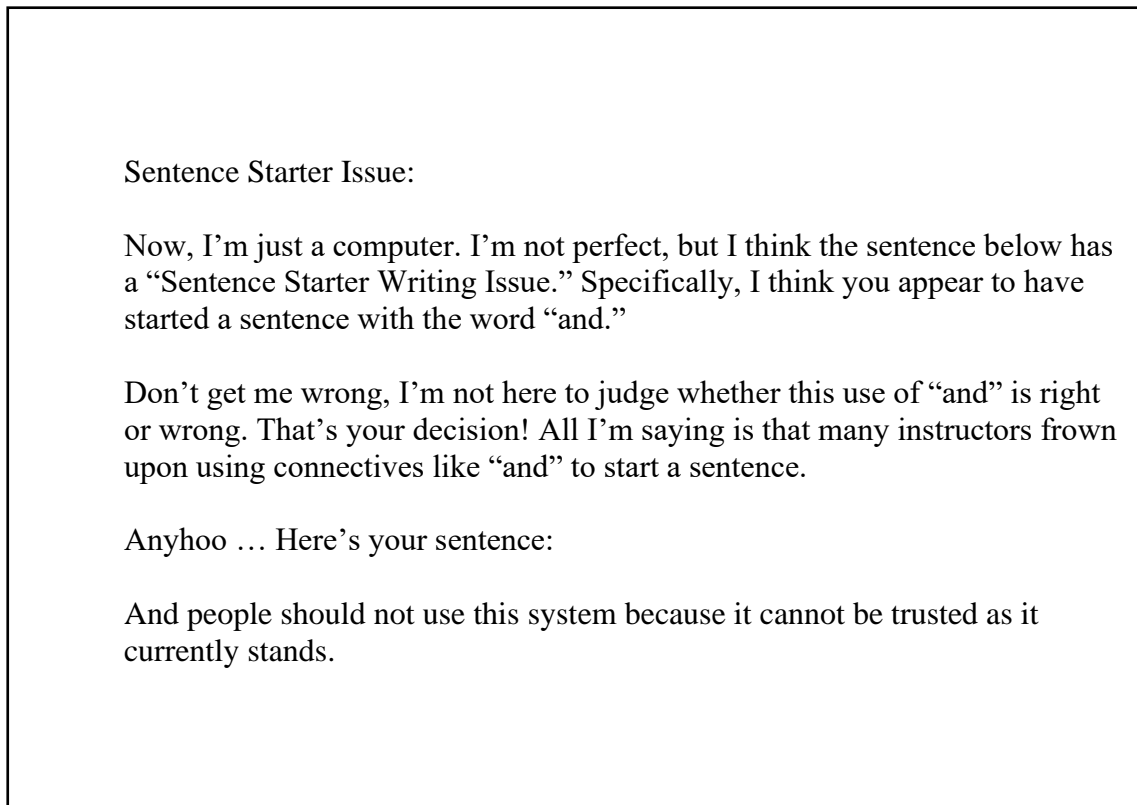 Sentence Starter Issue:
Now, I’m just a computer. I’m not perfect, but I think the sentence below has
a “Sentence Starter Writing Issue.” Specifically, I think you appear to have
started a sentence with the word “and.”
Don’t get me wrong, I’m not here to judge whether this use of “and” is right
or wrong. That’s your decision! All I’m saying is that many instructors frown
upon using connectives like “and” to start a sentence.
Anyhoo … Here’s your sentence:
And people should not use this system because it cannot be trusted as it
currently stands.